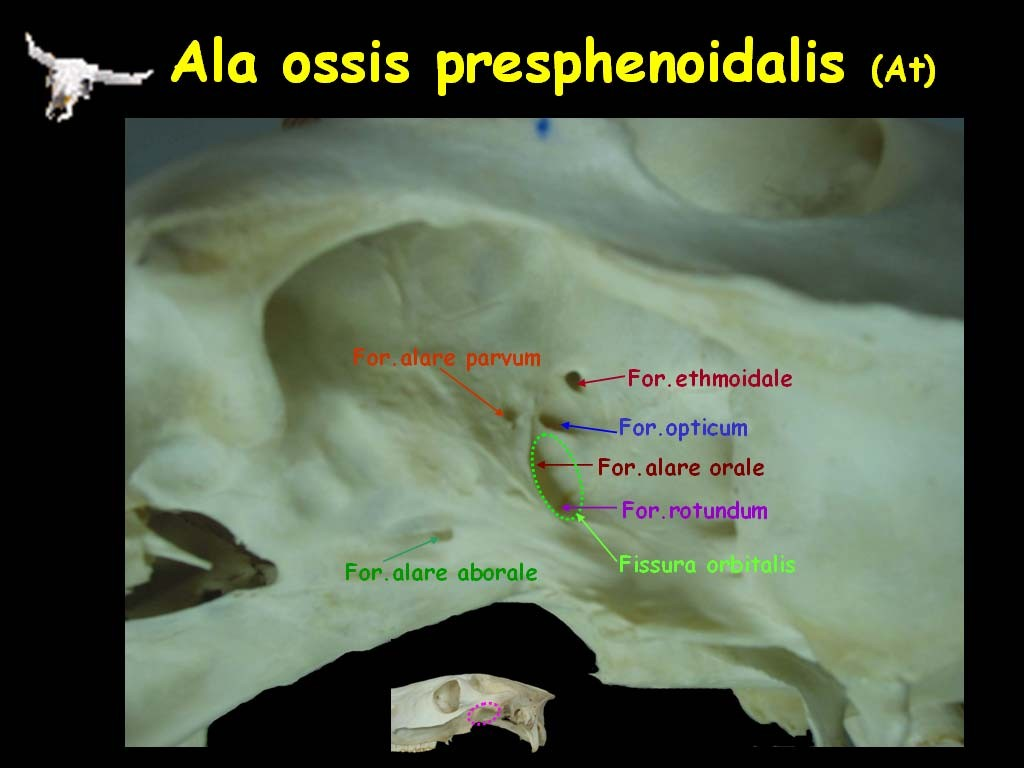 Ala ossis presphenoidalis (At)
For.alare parvum
For.ethmoidale
For.opticum
For.alare orale
For.rotundum
Fissura orbitalis
For.alare aborale